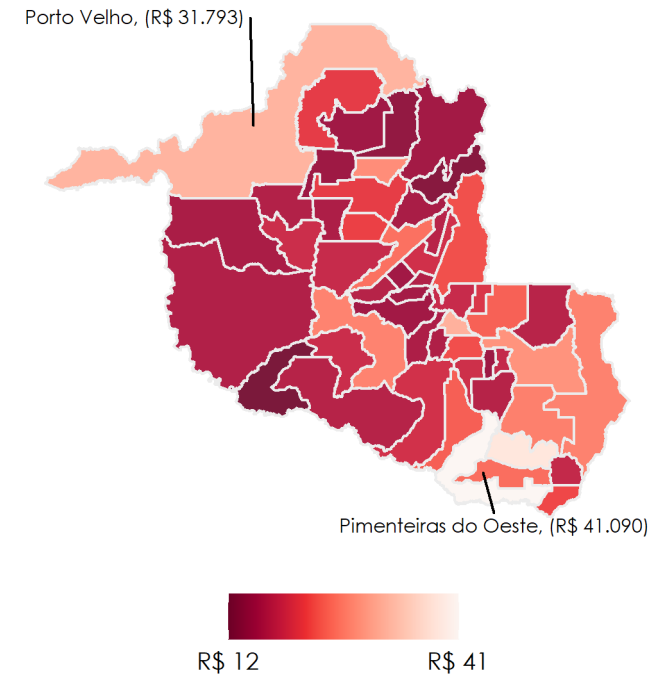 Porto Velho, (R$ 31.793)
Pimenteiras do Oeste, (R$ 41.090)
R$ 12
R$ 41